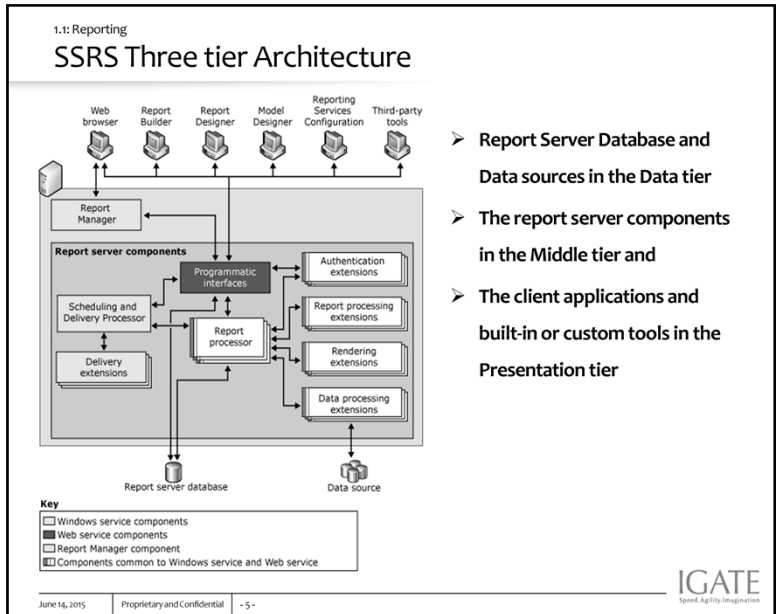 1.1: Reporting
SSRS Three tier Architecture
Web
browser
Report
Builder
Report
Designer
Model
Designer
Reporting
Services
Configuration
Third-party
tools
Report
Manager
Report server components
Programmatic
interfaces
Authentication
extensions
Scheduling and
Delivery Processor
Report
processor
Report processing
extensions
Delivery
extensions
Rendering
extensions
Data processing
extensions
Report server database
Data source
Key
Windows service components
Web service components
Report Manager component
Components common to Windows service and Web service
➢ Report Server Database and
Data sources in the Data tier
➢ The report server components
in the Middle tier and
➢ The client applications and
built-in or custom tools in the
Presentation tier
June 14, 2015
Proprietary and Confidential
- 5 -
IGATE
Speed.Agility.Imagination